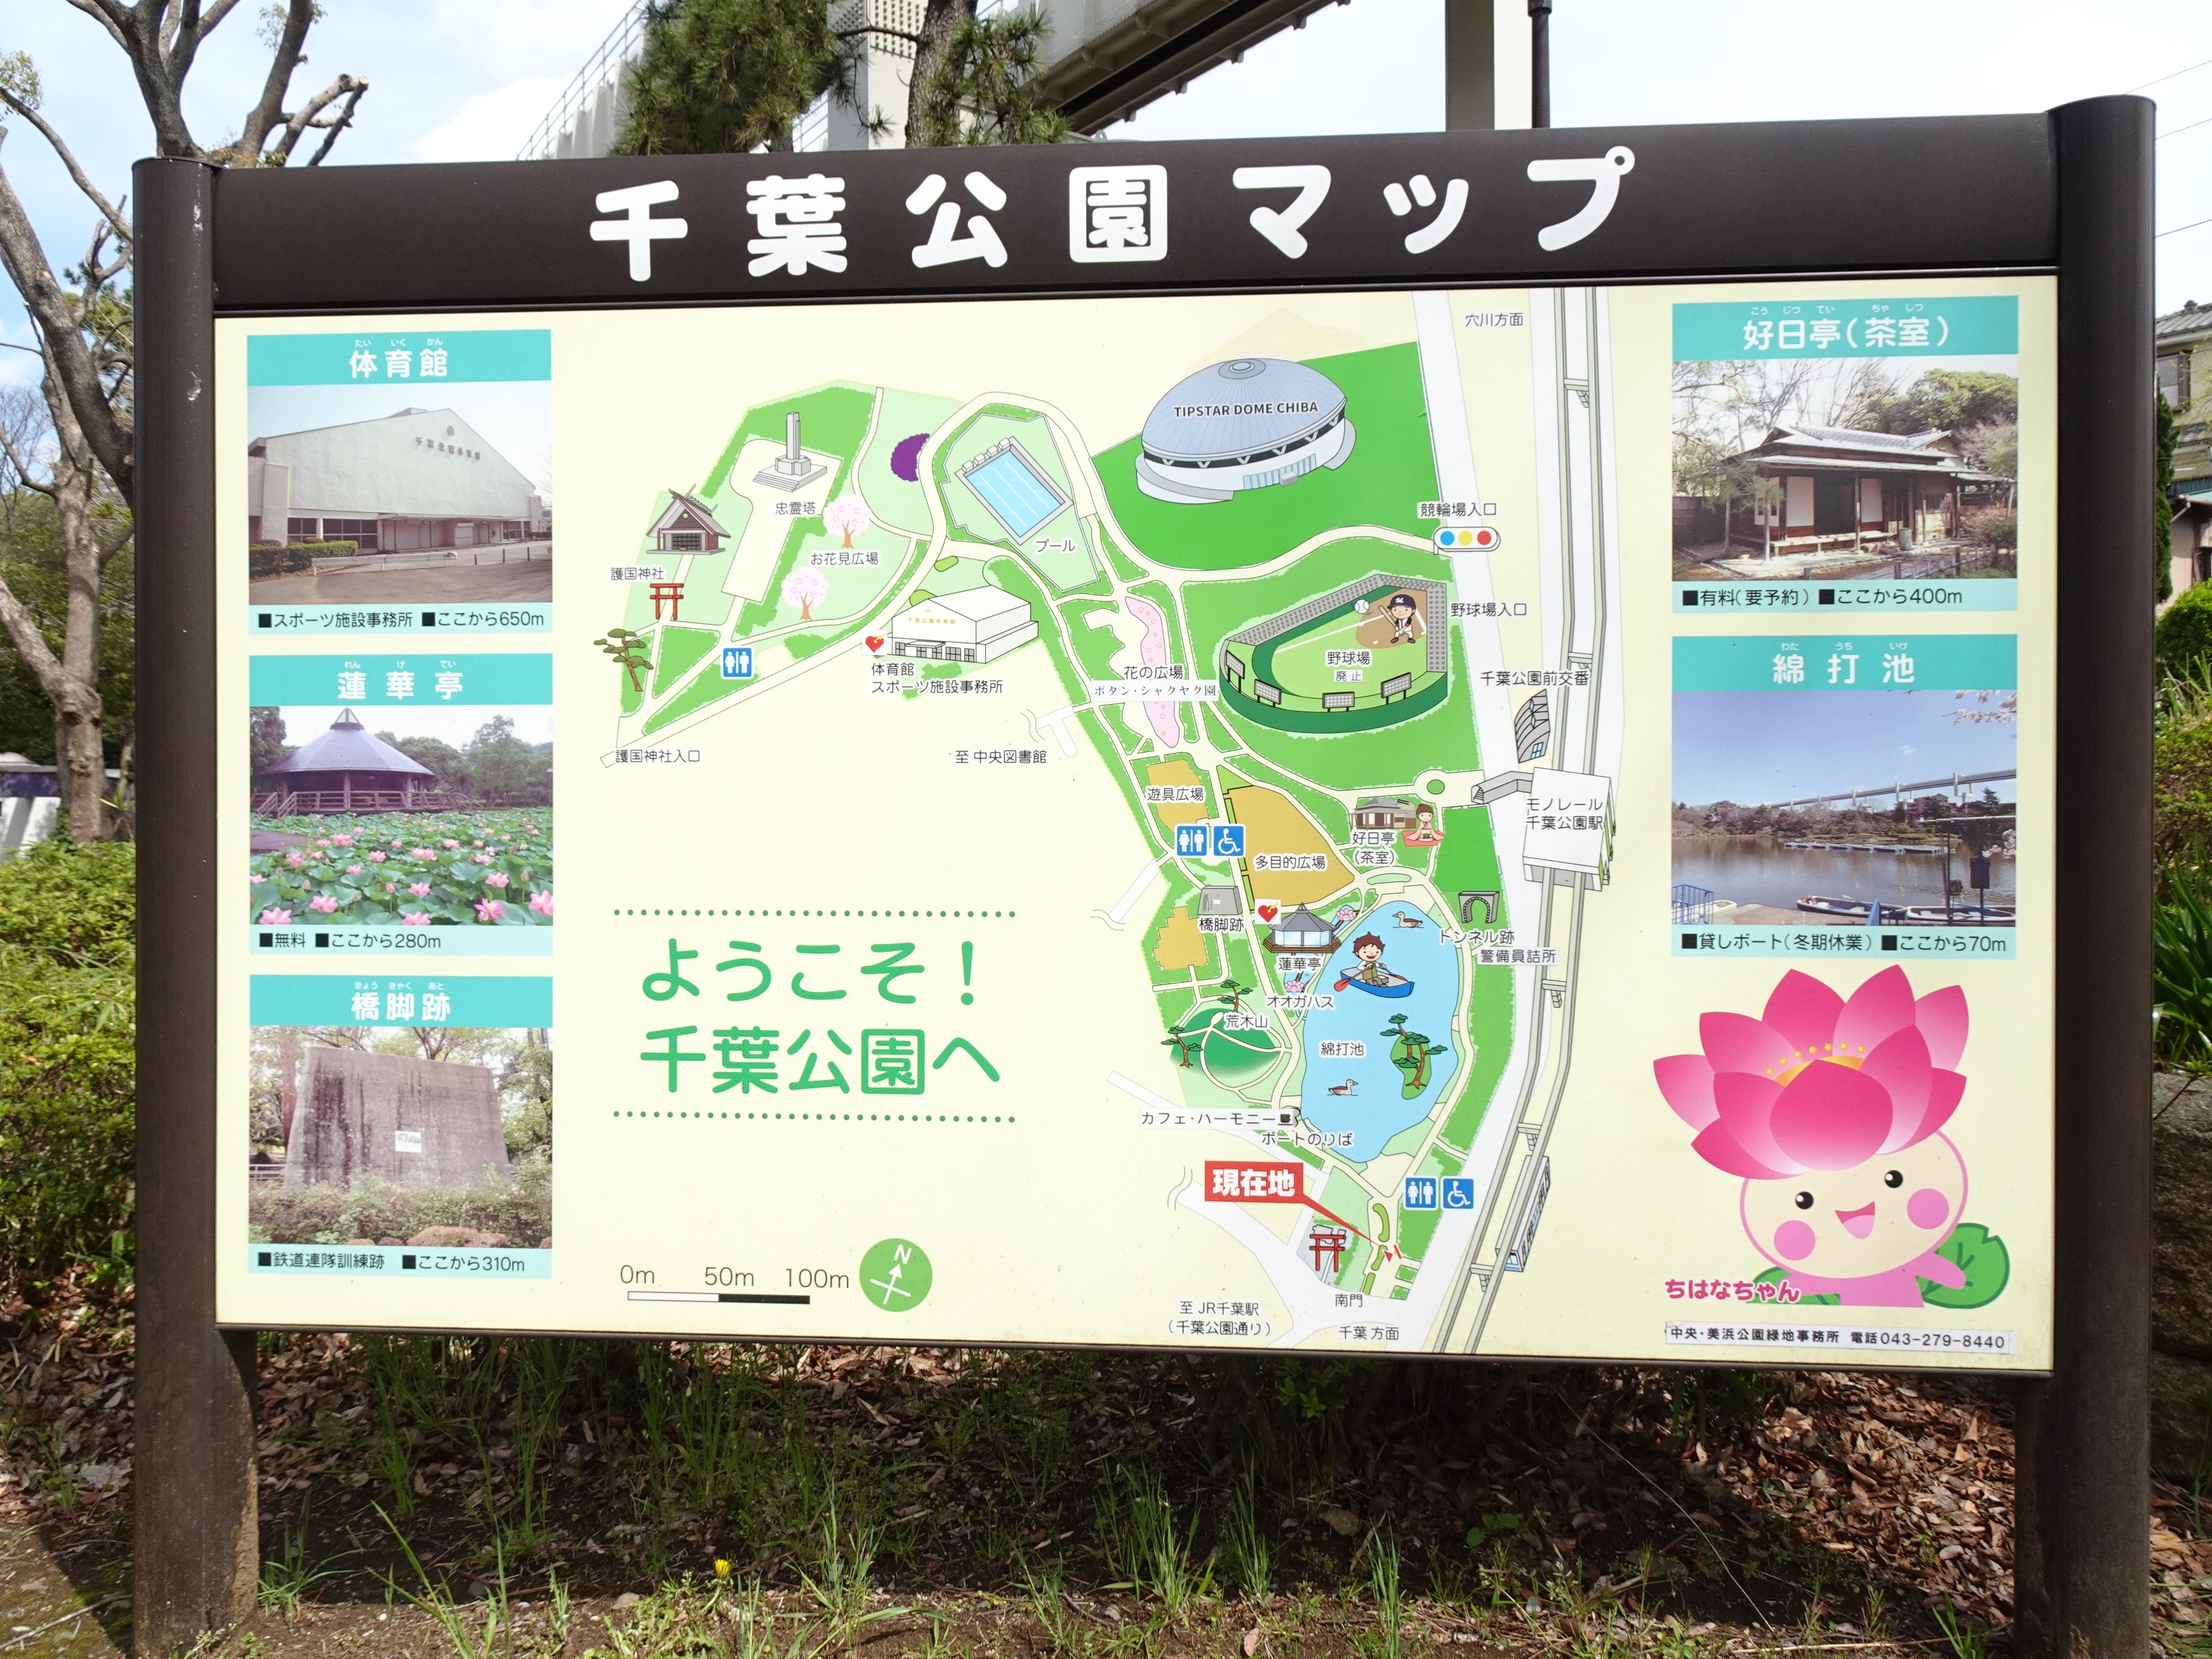 千葉公園マップ
たい いく かん
体育館
千葉公園体育館
■スポーツ施設事務所 ■ここから650m
れん げ てい
蓮華亭
■無料 ■ここから280m
きょう きゃく あと
橋脚跡
■鉄道連隊訓練跡 ■ここから310m
ようこそ!
千葉公園へ
0m 50m 100m
N
忠霊塔
お花見広場
護国神社
護国神社入口
プール
千葉公園体育館
体育館
スポーツ施設事務所
至 中央図書館
TIPSTAR DOME CHIBA
穴川方面
競輪場入口
野球場入口
野球場
廃止
花の広場
ボタン・シャクヤク園
千葉公園前交番
モノレール
千葉公園駅
遊具広場
多目的広場
好日亭
(茶室)
橋脚跡
蓮華亭
トンネル跡
警備員詰所
オオガハス
荒木山
綿打池
カフェ・ハーモニー
ボートのりば
現在地
南門
至 JR千葉駅
(千葉公園通り)
千葉方面
こう じつ てい ちゃ しつ
好日亭(茶室)
■有料(要予約) ■ここから400m
わた うち いけ
綿打池
■貸しボート(冬期休業) ■ここから70m
ちはなちゃん
中央・美浜公園緑地事務所 電話043-279-8440